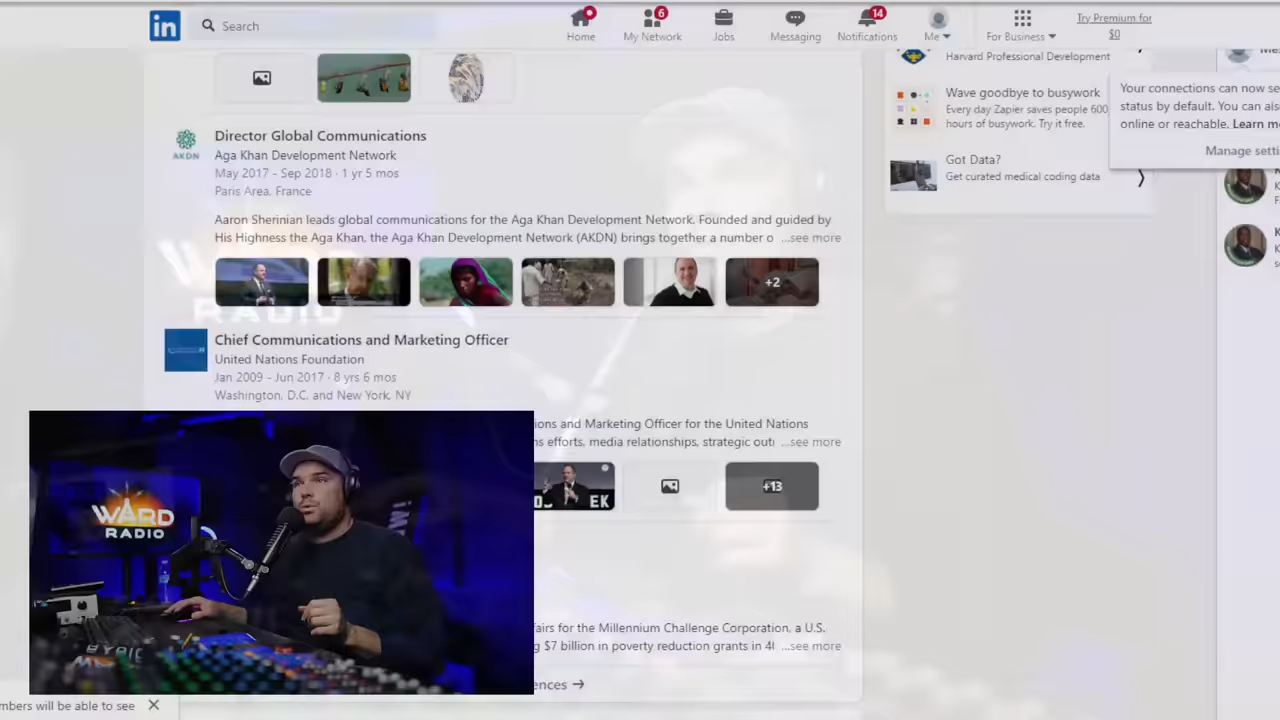 in
Search
6
14
Home
My Network
Jobs
Messaging
Notifications
Me
For Business
Try Premium for
$0
Harvard Professional Development
Wave goodbye to busywork
Every day Zapier saves people 600
hours of busywork. Try it free.
Got Data?
Get curated medical coding data
Your connections can now se
status by default. You can als
online or reachable. Learn mo
Manage setti
AKDN
Director Global Communications
Aga Khan Development Network
May 2017 - Sep 2018 · 1 yr 5 mos
Paris Area, France
Aaron Sherinian leads global communications for the Aga Khan Development Network. Founded and guided by
His Highness the Aga Khan, the Aga Khan Development Network (AKDN) brings together a number o ...see more
+2
RADIO
Chief Communications and Marketing Officer
United Nations Foundation
Jan 2009 - Jun 2017 · 8 yrs 6 mos
Washington, D.C. and New York, NY
ions and Marketing Officer for the United Nations
ns efforts, media relationships, strategic outr ...see more
EK
+13
WARD
RADIO
fairs for the Millennium Challenge Corporation, a U.S.
g $7 billion in poverty reduction grants in 4( ...see more
ences →
mbers will be able to see